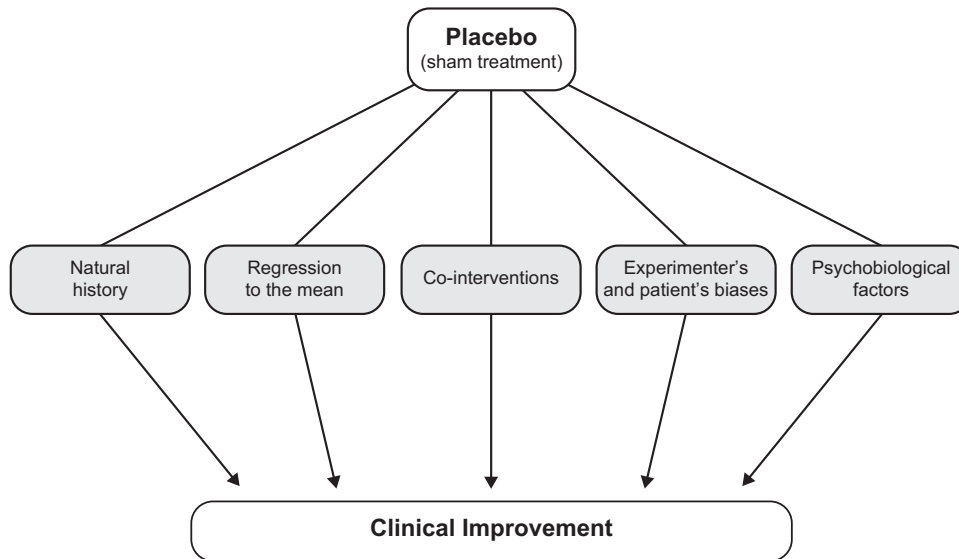 Placebo
(sham treatment)
Natural
history
Regression
to the mean
Co-interventions
Experimenter's
and patient's biases
Psychobiological
factors
Clinical Improvement